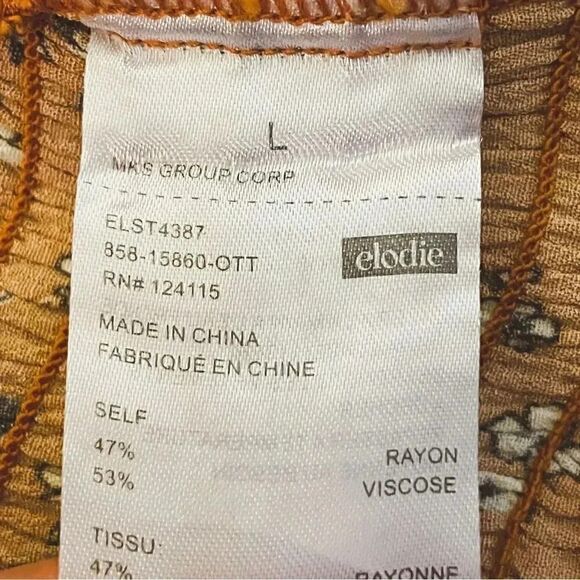 L
MKS GROUP CORP
ELST4387
858-15860-OTT
RN# 124115
elodie
MADE IN CHINA
FABRIQUÉ EN CHINE
SELF
47% RAYON
53% VISCOSE
TISSU
47% RAYONNE